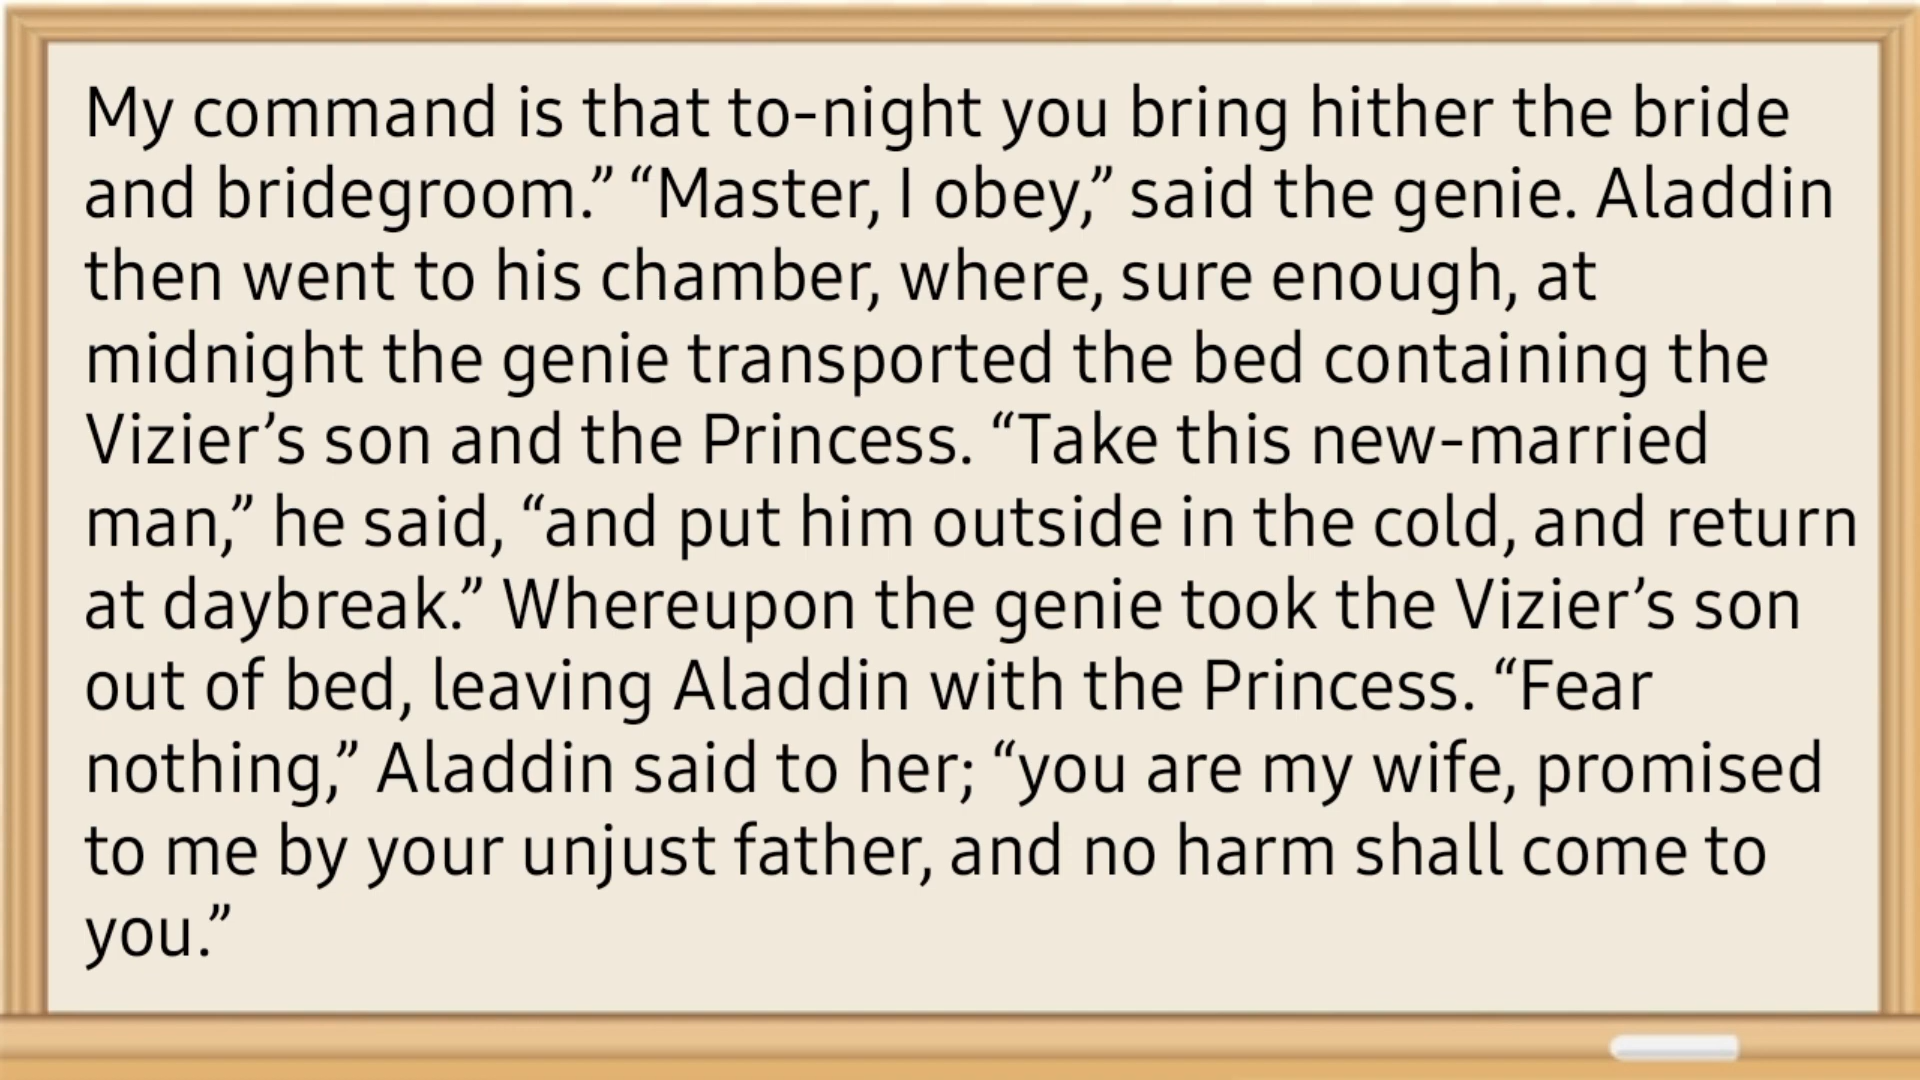 My command is that to-night you bring hither the bride
and bridegroom.” “Master, I obey,” said the genie. Aladdin
then went to his chamber, where, sure enough, at
midnight the genie transported the bed containing the
Vizier’s son and the Princess. “Take this new-married
man,” he said, “and put him outside in the cold, and return
at daybreak.” Whereupon the genie took the Vizier’s son
out of bed, leaving Aladdin with the Princess. “Fear
nothing,” Aladdin said to her; “you are my wife, promised
to me by your unjust father, and no harm shall come to
you.”